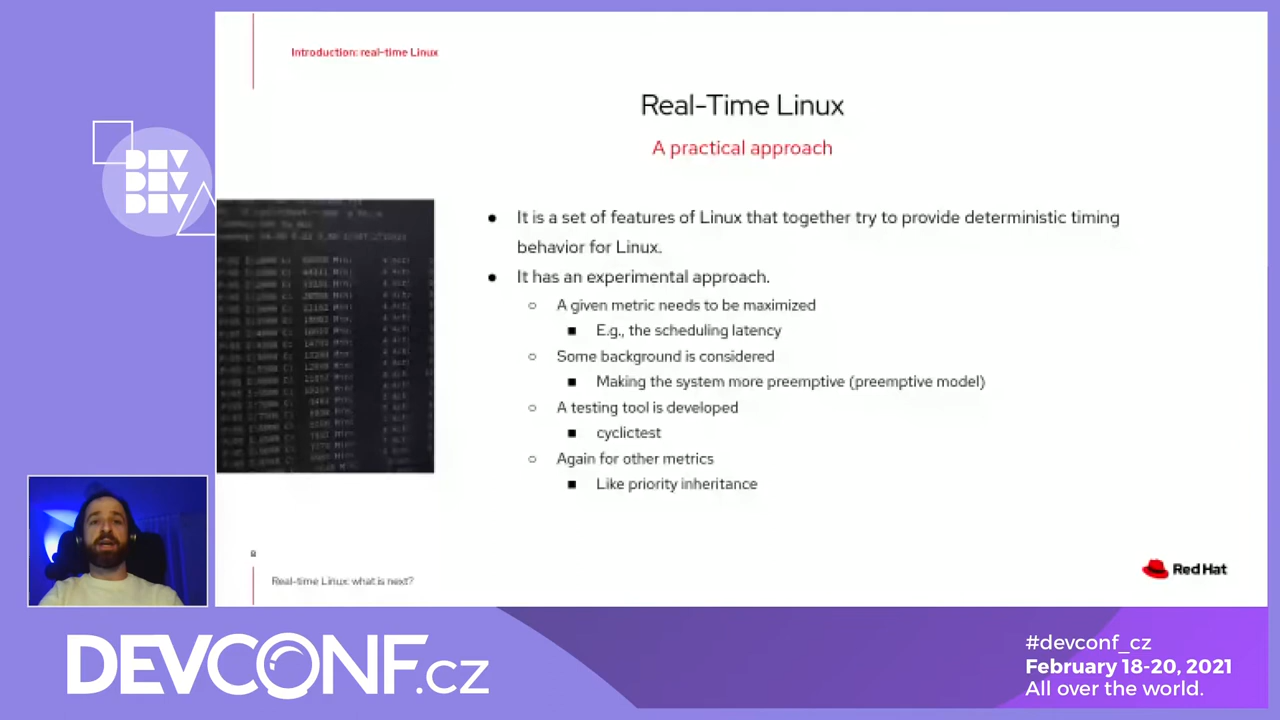 Introduction: real-time Linux
Real-Time Linux
A practical approach
DEV
DEV
DEV
● It is a set of features of Linux that together try to provide deterministic timing
behavior for Linux.
● It has an experimental approach.
○ A given metric needs to be maximized
■ E.g., the scheduling latency
○ Some background is considered
■ Making the system more preemptive (preemptive model)
○ A testing tool is developed
■ cyclictest
○ Again for other metrics
■ Like priority inheritance
8
Real-time Linux: what is next?
Red Hat
DEVCONF.cz
#devconf_cz
February 18-20, 2021
All over the world.